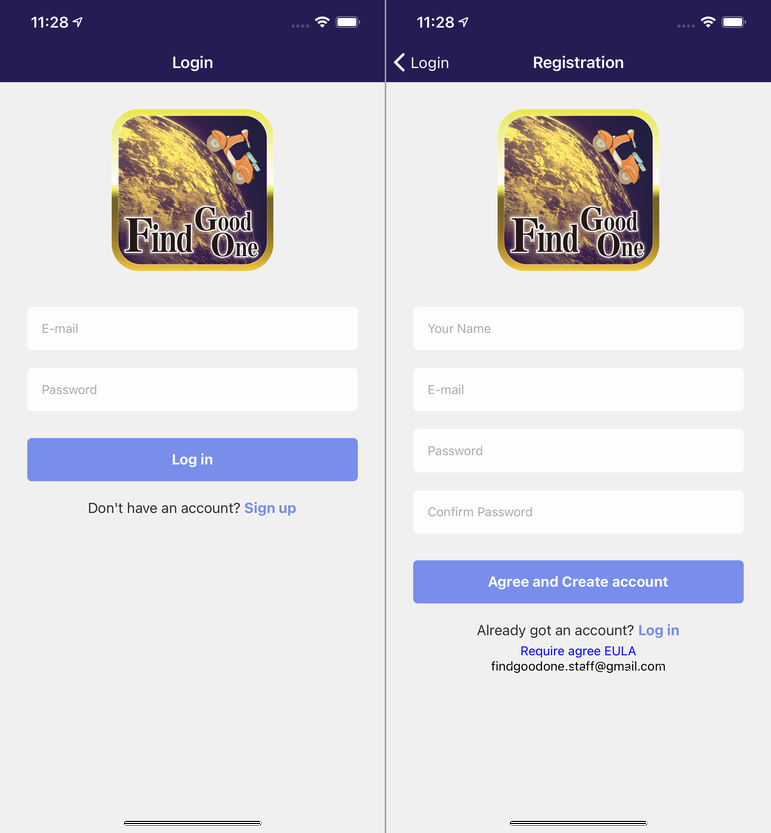 11:28
Login
Find Good One
E-mail
Password
Log in
Don't have an account? Sign up
11:28
Login
Registration
Find Good One
Your Name
E-mail
Password
Confirm Password
Agree and Create account
Already got an account? Log in
Require agree EULA
findgoodone.staff@gmail.com